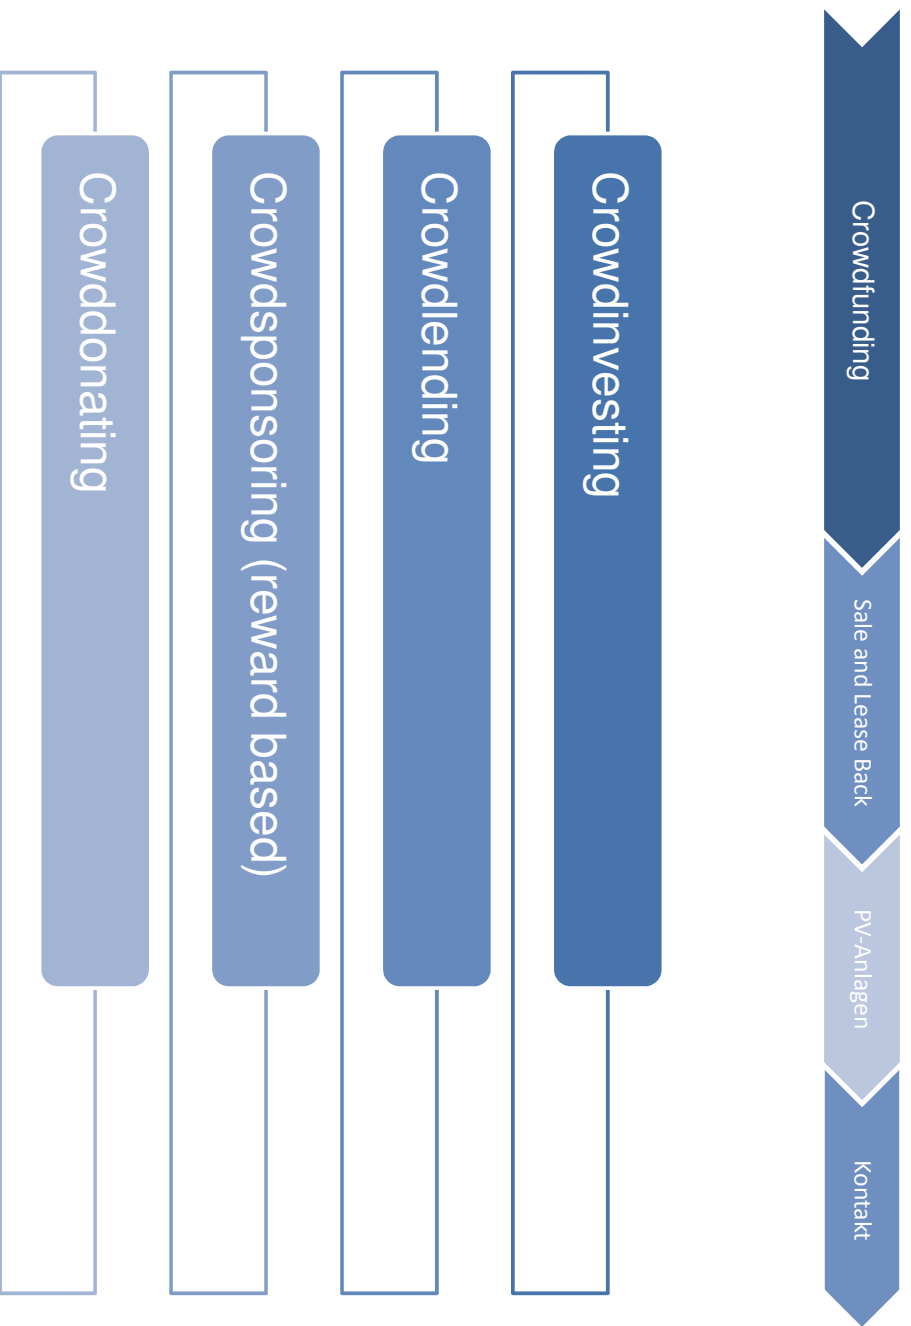 Crowdfunding
Sale and Lease Back
PV-Anlagen
Kontakt
Crowdinvesting
Crowdlending
Crowdsponsoring (reward based)
Crowddonating